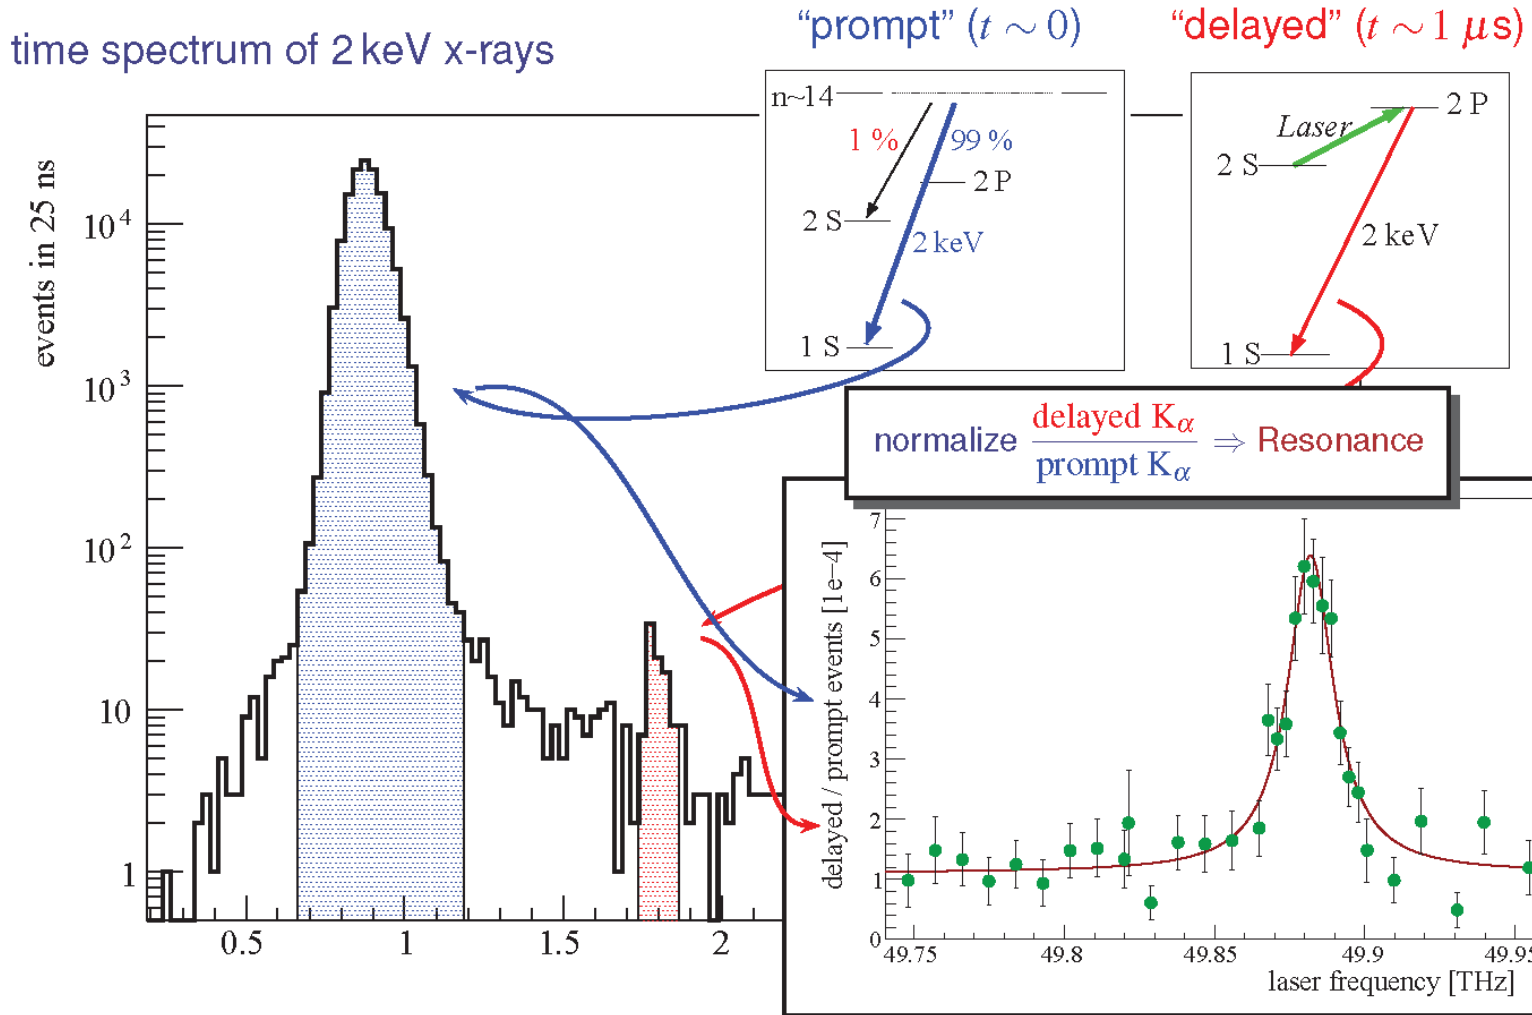 “prompt” (t ∼ 0)
“delayed” (t ∼ 1 μs)
time spectrum of 2 keV x-rays
n~14
1 %
99 %
2 P
2 S
2 keV
1 S
Laser
2 P
2 S
2 keV
1 S
events in 25 ns
10⁴
10³
10²
10
1
0.5
1
1.5
2
normalize delayed Kα / prompt Kα ⇒ Resonance
delayed / prompt events [1e−4]
7
6
5
4
3
2
1
0
49.75
49.8
49.85
49.9
49.95
laser frequency [THz]